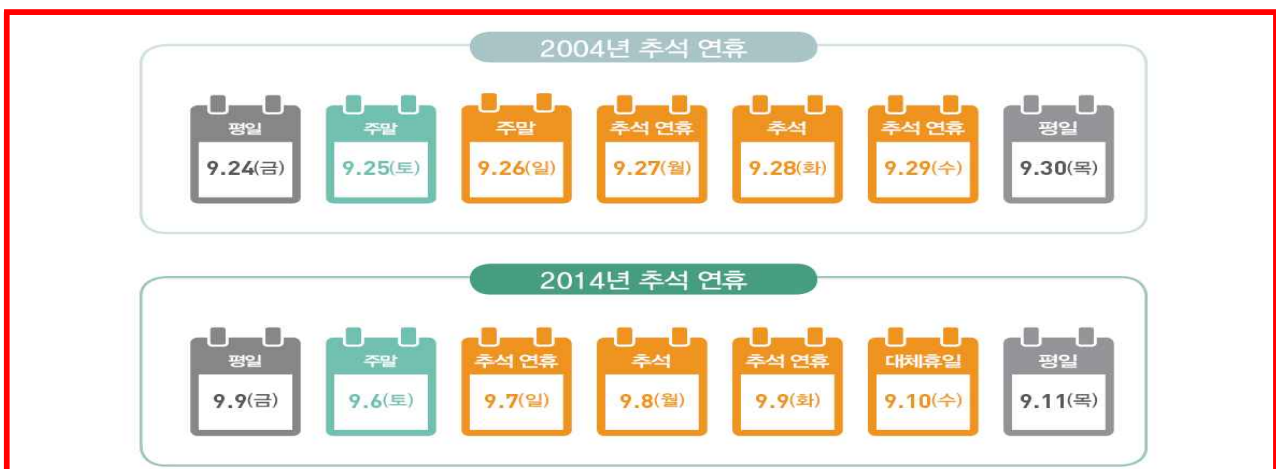 2004년 추석 연휴
평일 주말 주말 추석 연휴 추석 추석 연휴 평일
9.24(금) 9.25(토) 9.26(일) 9.27(월) 9.28(화) 9.29(수) 9.30(목)
2014년 추석 연휴
평일 주말 추석 연휴 추석 추석 연휴 대체휴일 평일
9.9(금) 9.6(토) 9.7(일) 9.8(월) 9.9(화) 9.10(수) 9.11(목)